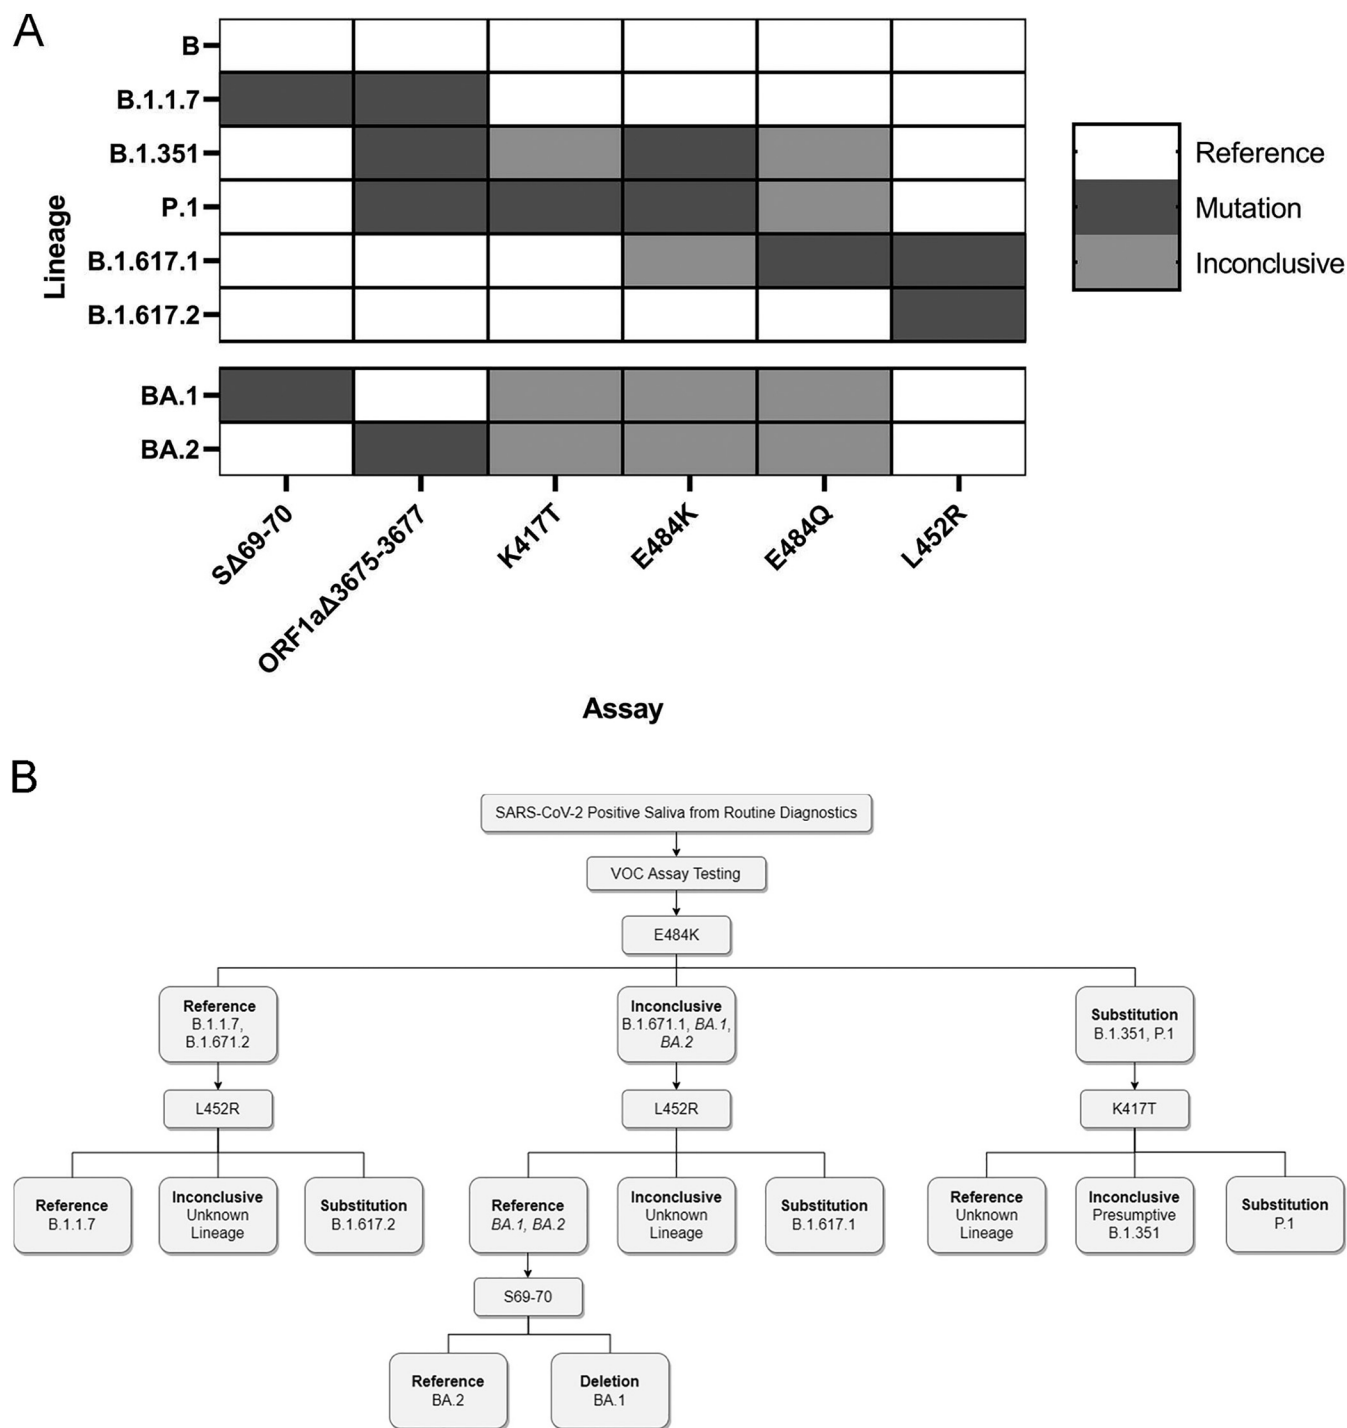 A
B
B.1.1.7
B.1.351
P.1
B.1.617.1
B.1.617.2
BA.1
BA.2
Lineage
SΔ69-70
ORF1aΔ3675-3677
K417T
E484K
E484Q
L452R
Assay
Reference
Mutation
Inconclusive
B
SARS-CoV-2 Positive Saliva from Routine Diagnostics
VOC Assay Testing
E484K
Reference
B.1.1.7,
B.1.671.2
Inconclusive
B.1.671.1, BA.1,
BA.2
Substitution
B.1.351, P.1
L452R
L452R
K417T
Reference
B.1.1.7
Inconclusive
Unknown
Lineage
Substitution
B.1.617.2
Reference
BA.1, BA.2
Inconclusive
Unknown
Lineage
Substitution
B.1.617.1
Reference
Unknown
Lineage
Inconclusive
Presumptive
B.1.351
Substitution
P.1
S69-70
Reference
BA.2
Deletion
BA.1